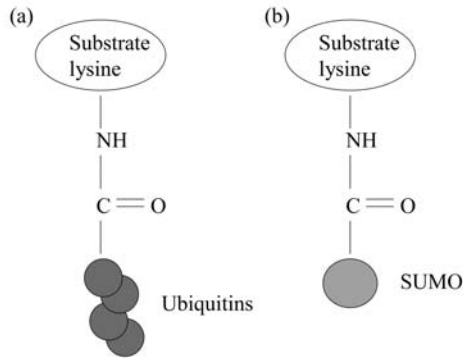 (a)
Substrate
lysine
NH
C
O
Ubiquitins
(b)
Substrate
lysine
NH
C
O
SUMO